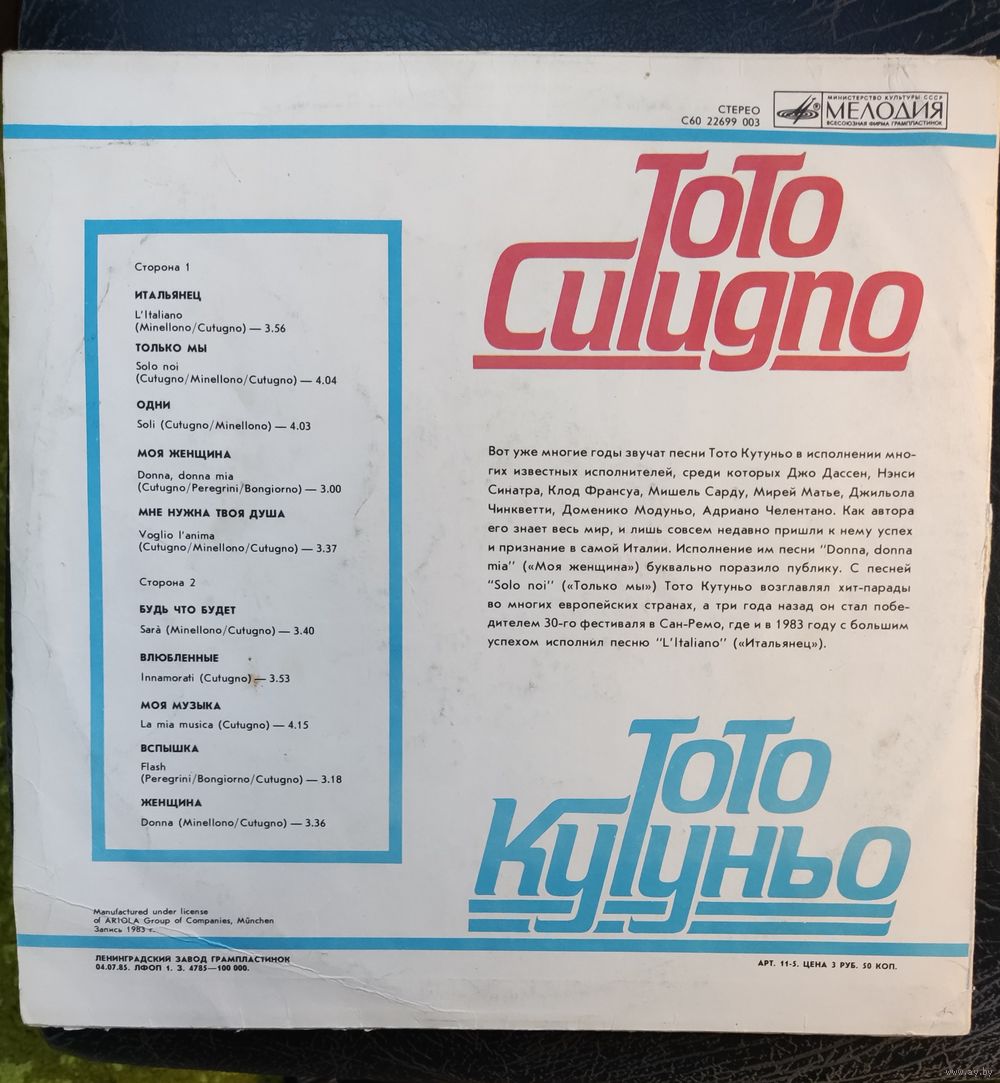 СТЕРЕО
С60 22699 003
МИНИСТЕРСТВО КУЛЬТУРЫ СССР
МЕЛОДИЯ
ВСЕСОЮЗНАЯ ФИРМА ГРАМПЛАСТИНОК
ToTo
Cutugno
Сторона 1
ИТАЛЬЯНЕЦ
L'Italiano
(Minellono/Cutugno) — 3.56
ТОЛЬКО МЫ
Solo noi
(Cutugno/Minellono/Cutugno) — 4.04
ОДНИ
Soli (Cutugno/Minellono) — 4.03
МОЯ ЖЕНЩИНА
Donna, donna mia
(Cutugno/Peregrini/Bongiorno) — 3.00
МНЕ НУЖНА ТВОЯ ДУША
Voglio l'anima
(Cutugno/Minellono/Cutugno) — 3.37
Сторона 2
БУДЬ ЧТО БУДЕТ
Sarà (Minellono/Cutugno) — 3.40
ВЛЮБЛЕННЫЕ
Innamorati (Cutugno) — 3.53
МОЯ МУЗЫКА
La mia musica (Cutugno) — 4.15
ВСПЫШКА
Flash
(Peregrini/Bongiorno/Cutugno) — 3.18
ЖЕНЩИНА
Donna (Minellono/Cutugno) — 3.36
Вот уже многие годы звучат песни Тото Кутуньо в исполнении мно-
гих известных исполнителей, среди которых Джо Дассен, Нэнси
Синатра, Клод Франсуа, Мишель Сарду, Мирей Матье, Джильола
Чинкветти, Доменико Модуньо, Адриано Челентано. Как автора
его знает весь мир, и лишь совсем недавно пришли к нему успех
и признание в самой Италии. Исполнение им песни "Donna, donna
mia" («Моя женщина») буквально поразило публику. С песней
"Solo noi" («Только мы») Тото Кутуньо возглавлял хит-парады
во многих европейских странах, а три года назад он стал побе-
дителем 30-го фестиваля в Сан-Ремо, где и в 1983 году с большим
успехом исполнил песню "L'Italiano" («Итальянец»).
ТоТо
Кутуньо
Manufactured under license
of ARIOLA Group of Companies, München
Запись 1983 г.
ЛЕНИНГРАДСКИЙ ЗАВОД ГРАМПЛАСТИНОК
04.07.85. ЛФОП 1. З. 4785—100 000.
АРТ. 11-5. ЦЕНА 3 РУБ. 50 КОП.
www.ay.by